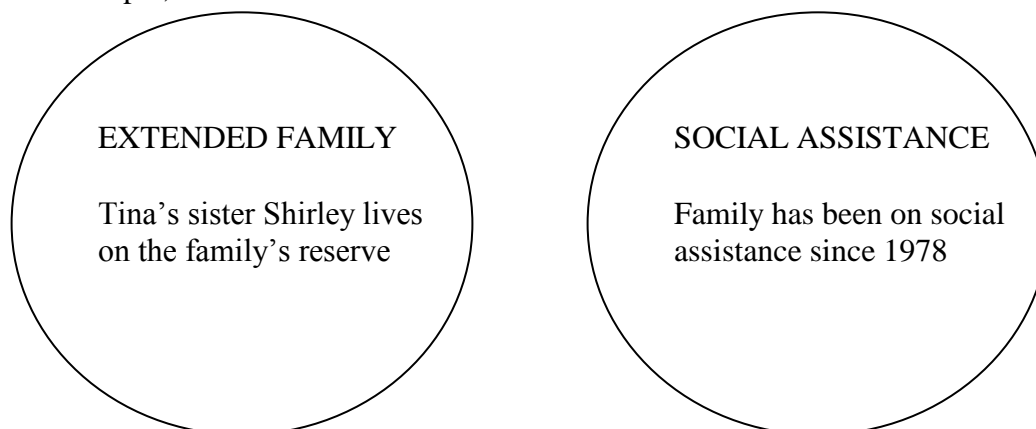 EXTENDED FAMILY
Tina’s sister Shirley lives
on the family’s reserve
SOCIAL ASSISTANCE
Family has been on social
assistance since 1978